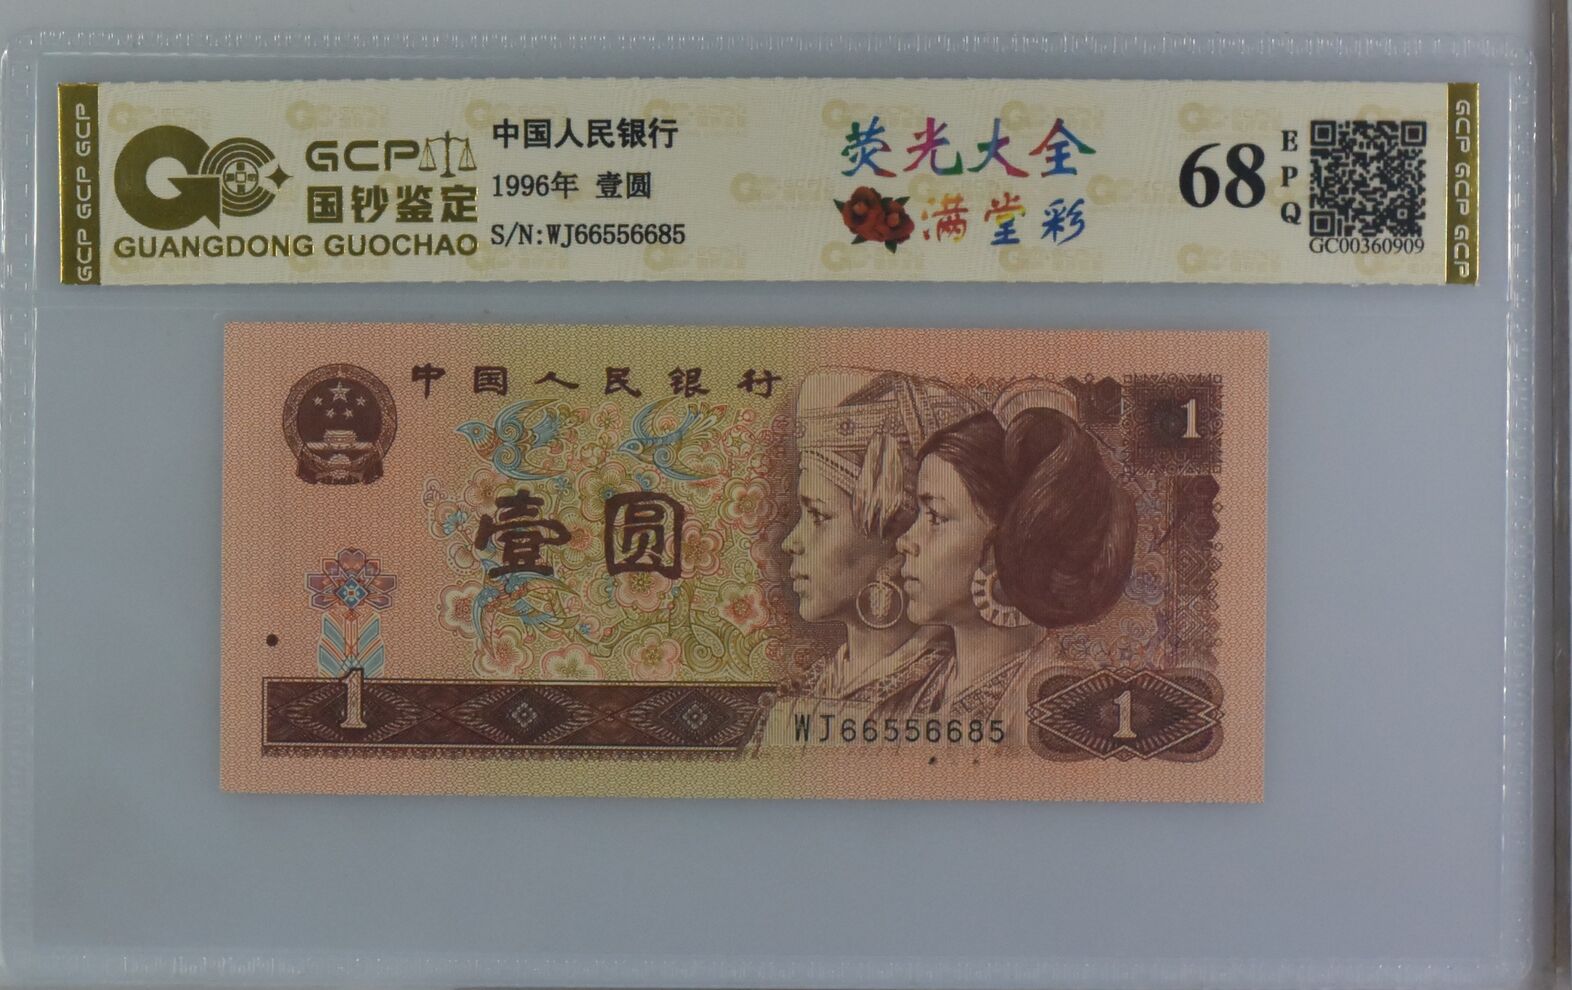 GCP GCP GCP
GCP
国钞鉴定
GUANGDONG GUOCHAO
中国人民银行
1996年 壹圆
S/N:WJ66556685
荧光大全
满堂彩
68
EPQ
GC00360909
GCP GCP GCP
中国人民银行
1
壹圆
1
WJ66556685
1